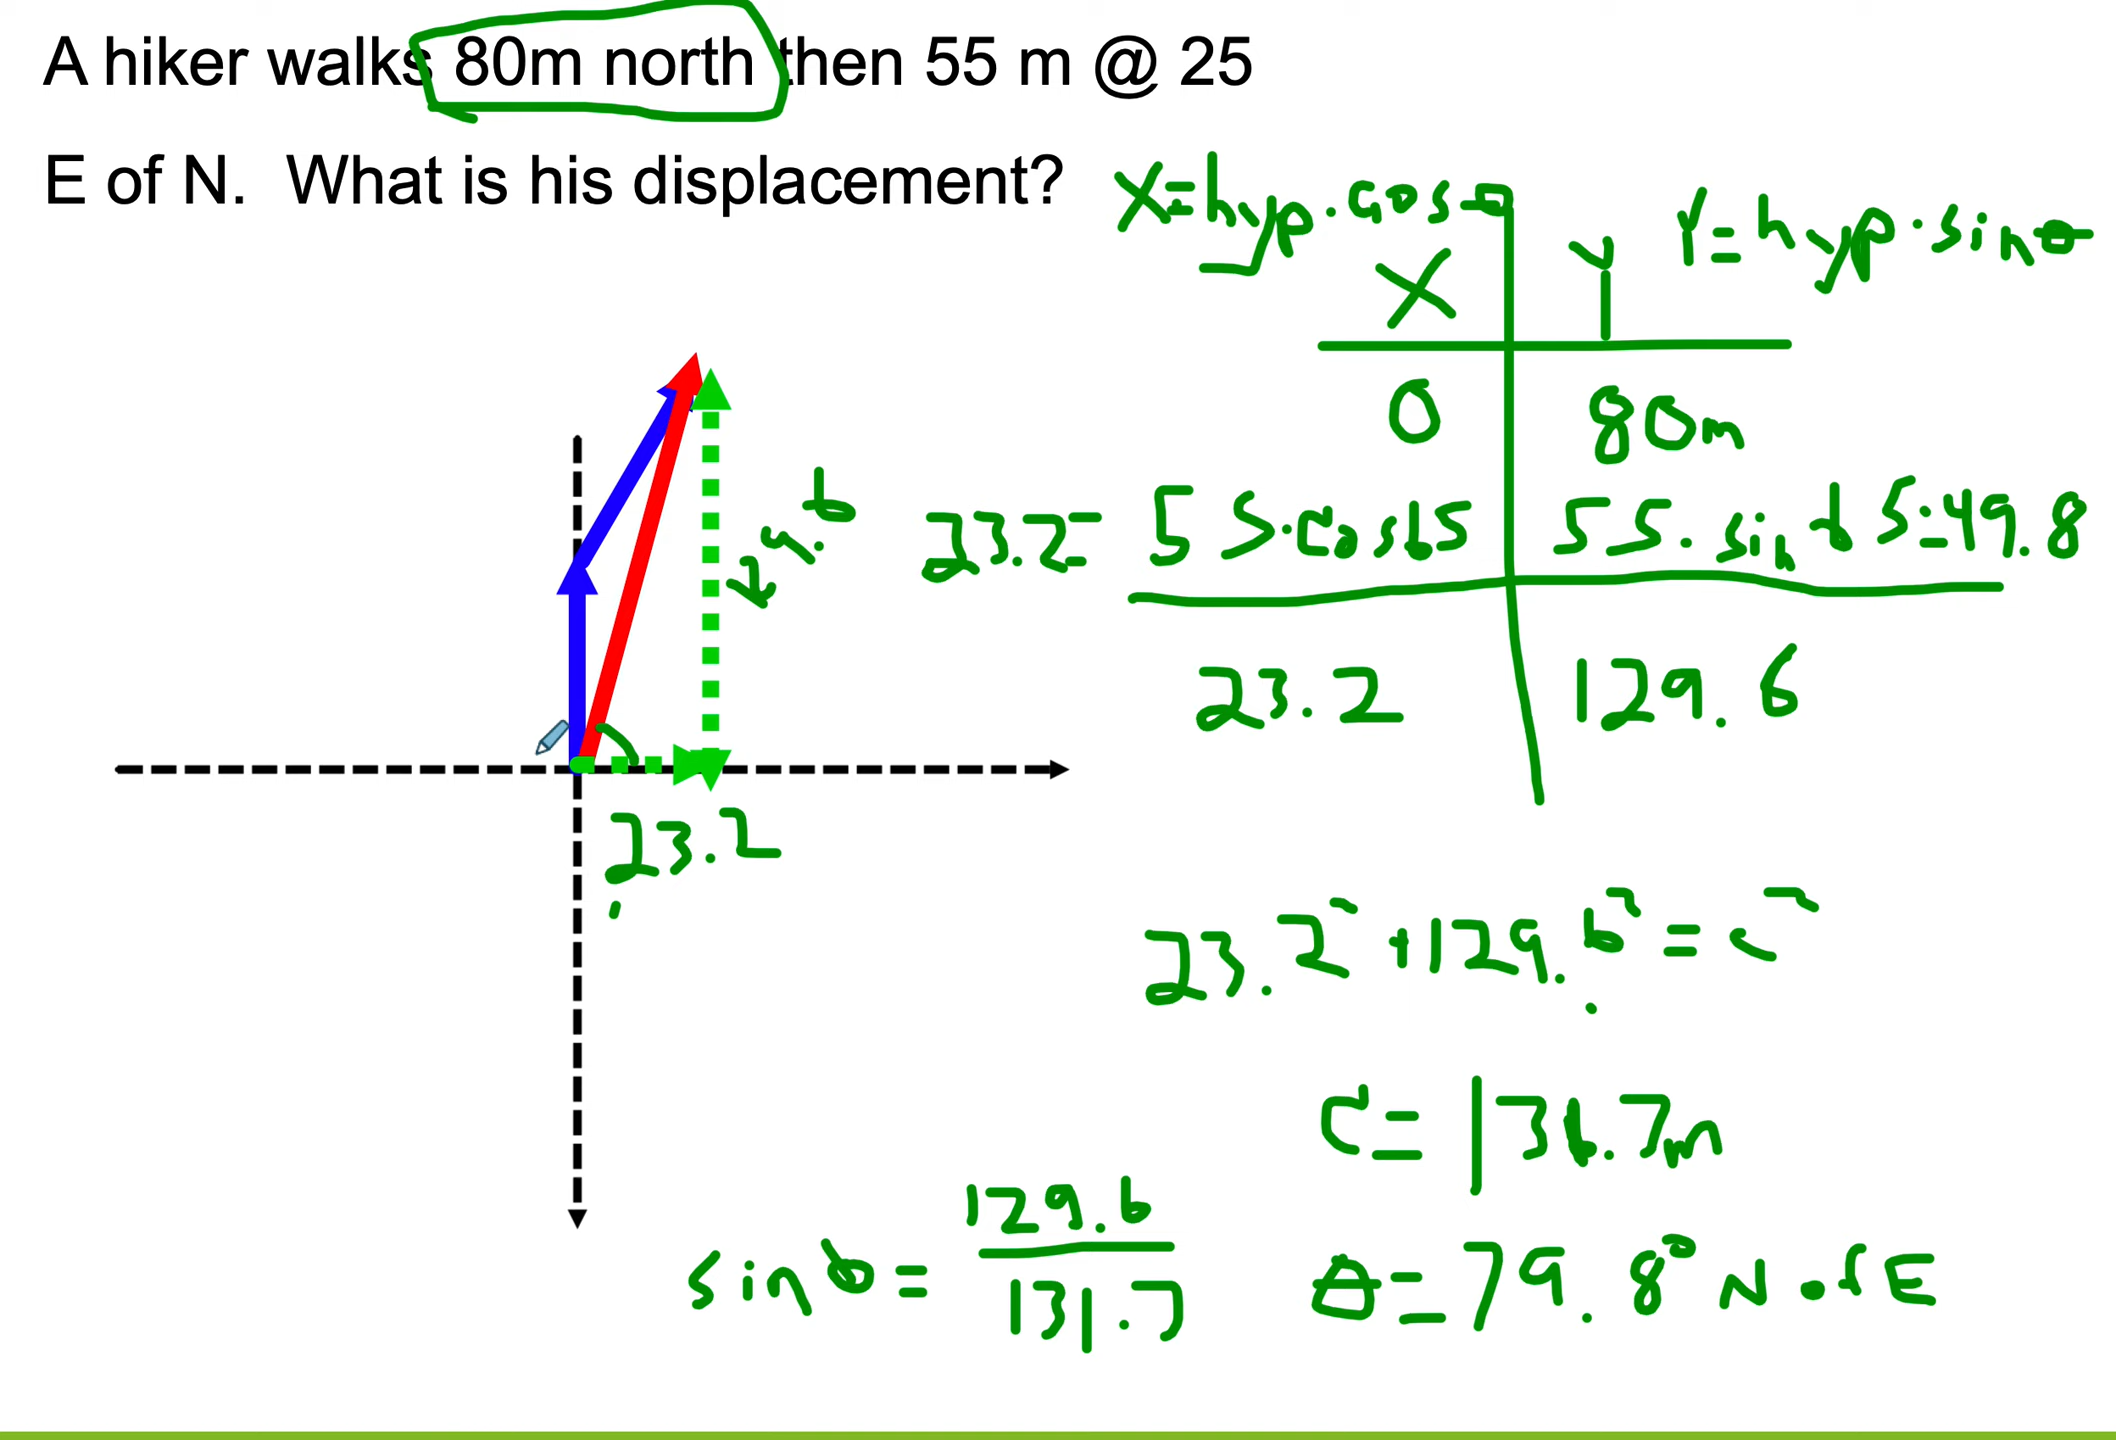 A hiker walks 80m north then 55 m @ 25
E of N. What is his displacement?
X=hyp.cosθ
Y=hyp.sinθ
X Y
0 80m
23.2= 55.cos65 55.sin65=49.8
23.2 129.6
129.6
23.2
23.2²+129.6²=c²
C=136.7m
sinθ= 129.6
131.7
θ=79.8° N of E